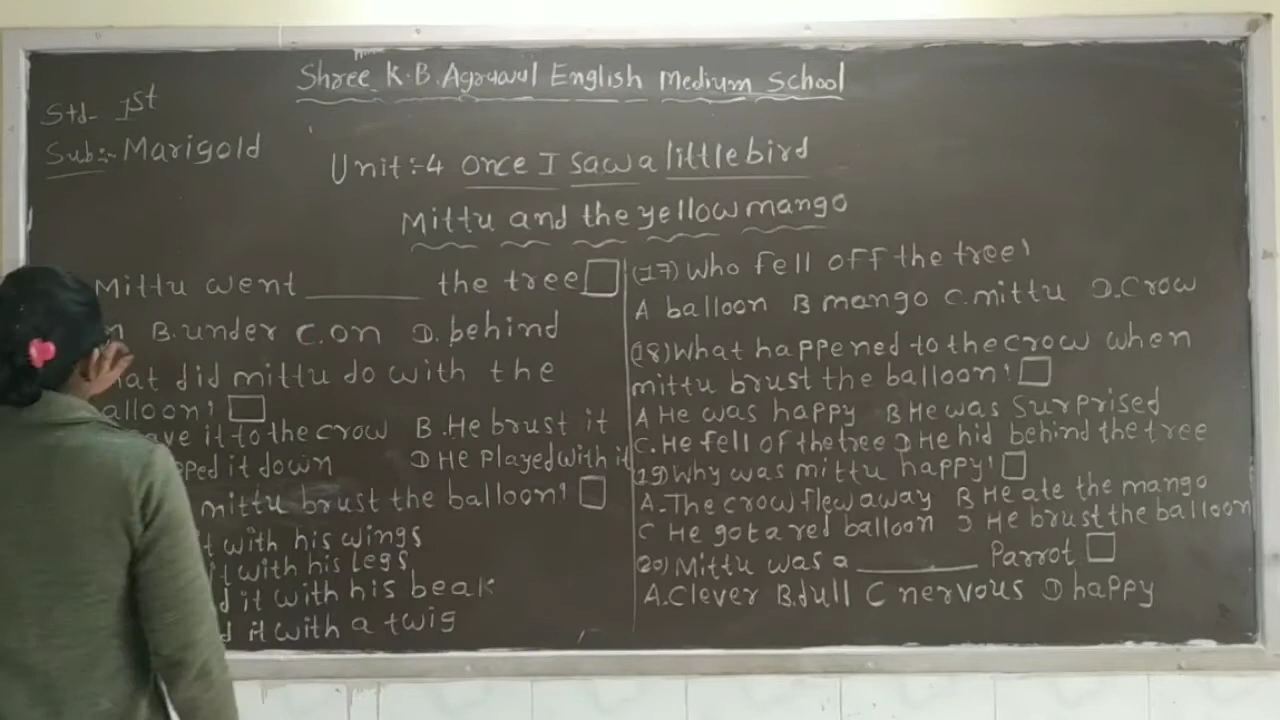 Shree K.B. Agrawal English Medium School
Std- 1st
Sub:- Marigold
Unit:-4 Once I saw a little bird
Mittu and the yellow mango
Mittu went ______ the tree
B. under C. on D. behind
did mittu do with the
it to the crow B. He brust it
it down D He played with it
mittu brust the balloon?
with his wings
with his legs
it with his beak
it with a twig
(17) Who fell off the tree?
A balloon B mango C. mittu D. Crow
(18) What happened to the crow when
mittu brust the balloon?
A He was happy B He was Surprised
C. He fell of the tree D He hid behind the tree
(19) Why was mittu happy?
A. The crow flew away B He ate the mango
C He got a red balloon D He brust the balloon
(20) Mittu was a ______ Parrot
A. Clever B. dull C nervous D happy